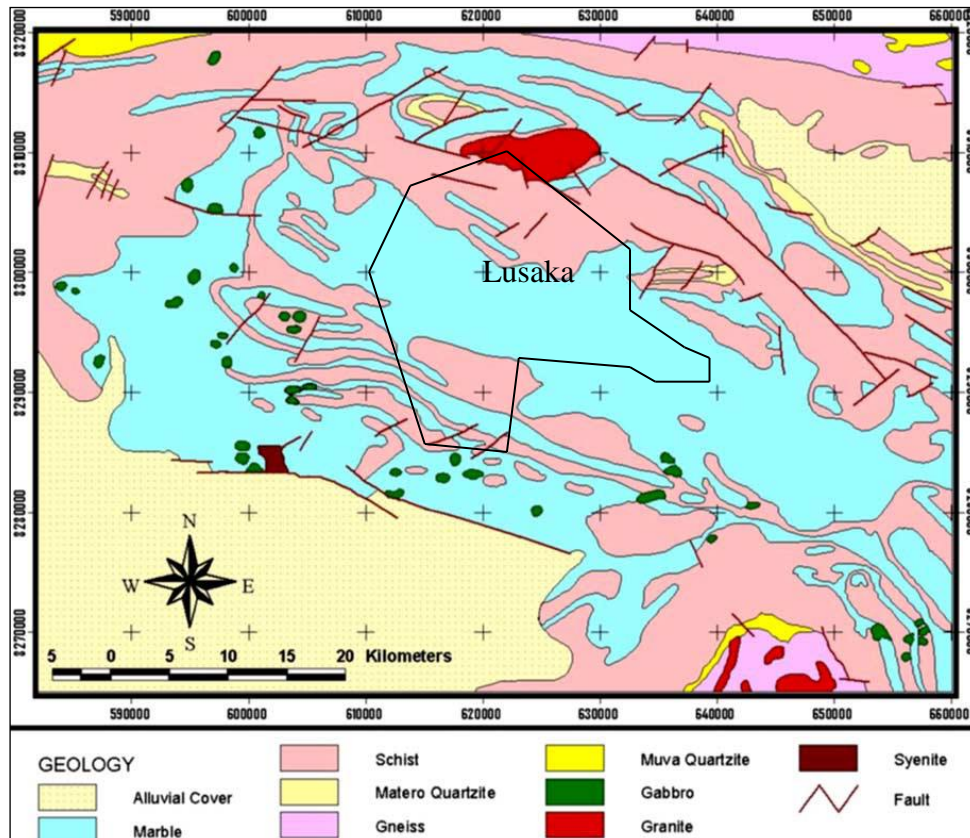 590000 600000 610000 620000 630000 640000 650000 660000
Lusaka
N
W E
S
5 0 5 10 15 20 Kilometers
590000 600000 610000 620000 630000 640000 650000 660000
GEOLOGY
Alluvial Cover
Marble
Schist
Matero Quartzite
Gneiss
Muva Quartzite
Gabbro
Granite
Syenite
Fault